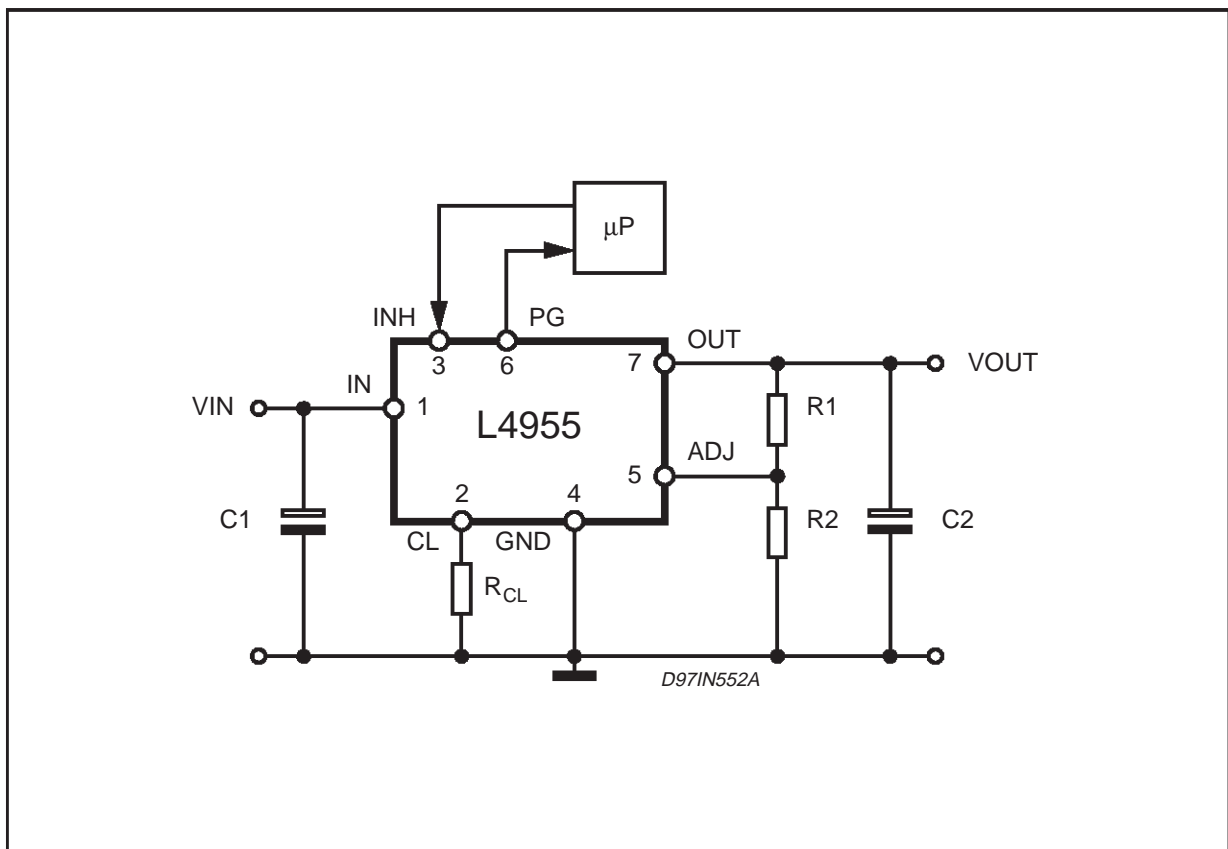 μP
INH
PG
3
6
OUT
7
VOUT
IN
VIN
1
R1
L4955
ADJ
5
2
4
C1
R2
C2
CL
GND
RCL
D97IN552A